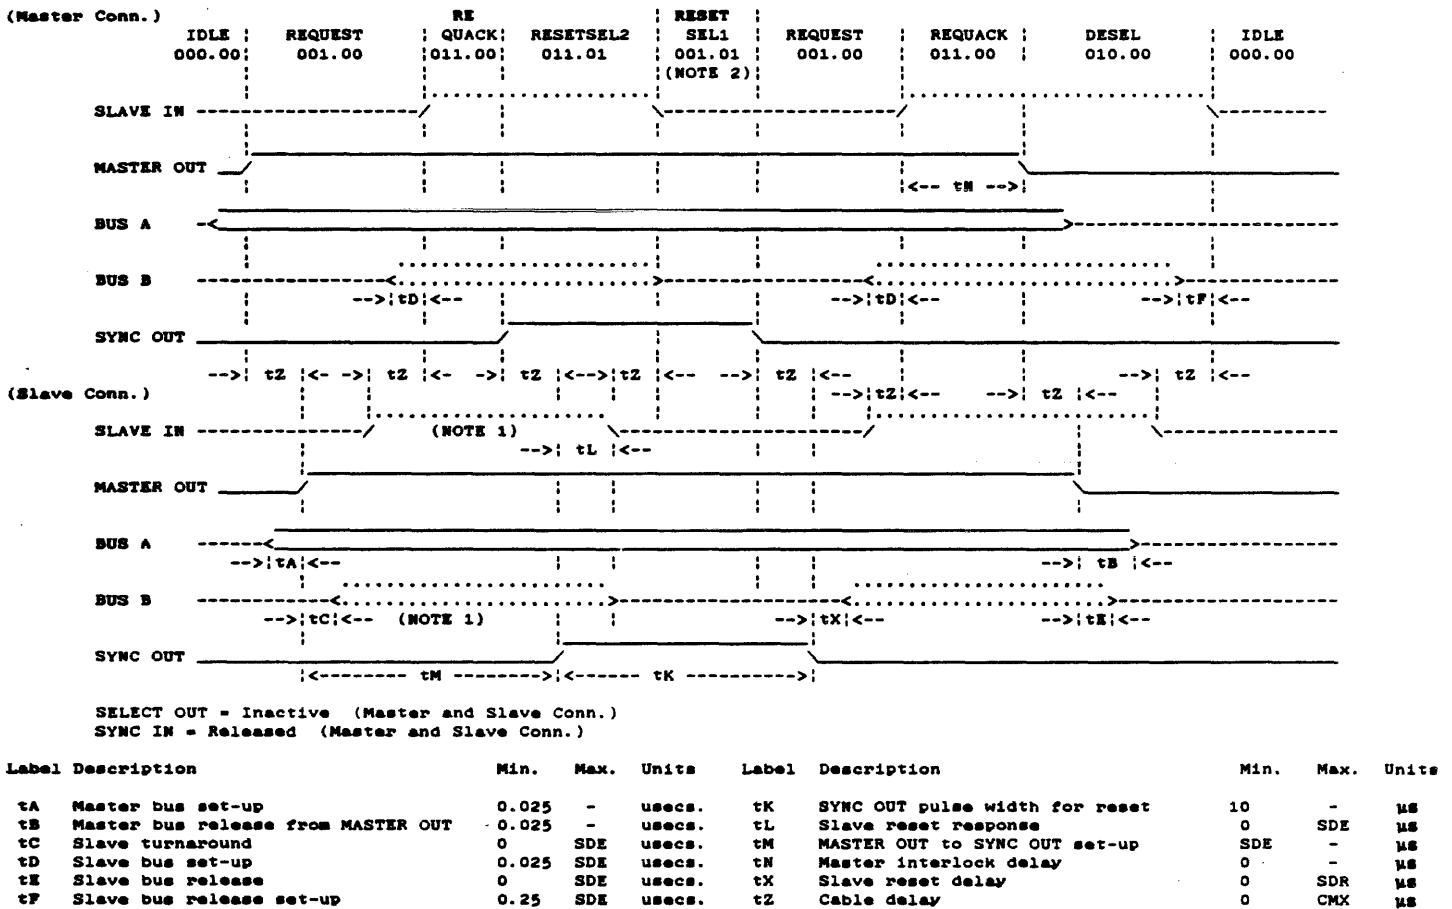 (Master Conn.)
RE RESET
IDLE REQUEST QUACK RESETSEL2 SEL1 REQUEST REQUACK DESEL IDLE
000.00 001.00 011.00 011.01 001.01 001.00 011.00 010.00 000.00
(NOTE 2)
SLAVE IN
MASTER OUT
<-- tN -->
BUS A
BUS B
-->|tD|<-- -->|tD|<-- -->|tF|<--
SYNC OUT
-->| tZ |<- ->| tZ |<- ->| tZ |<-->|tZ |<-- -->| tZ |<-- -->| tZ |<--
(Slave Conn.) -->|tZ|<-- -->| tZ |<--
SLAVE IN (NOTE 1)
-->| tL |<--
MASTER OUT
BUS A
-->|tA|<-- -->| tB |<--
BUS B
-->|tC|<-- (NOTE 1) -->|tX|<-- -->|tE|<--
SYNC OUT
|<-------- tM -------->|<------ tK ---------->|
SELECT OUT = Inactive (Master and Slave Conn.)
SYNC IN = Released (Master and Slave Conn.)
Label Description Min. Max. Units Label Description Min. Max. Units
tA Master bus set-up 0.025 - usecs. tK SYNC OUT pulse width for reset 10 - µs
tB Master bus release from MASTER OUT 0.025 - usecs. tL Slave reset response 0 SDE µs
tC Slave turnaround 0 SDE usecs. tM MASTER OUT to SYNC OUT set-up SDE - µs
tD Slave bus set-up 0.025 SDE usecs. tN Master interlock delay 0 - µs
tE Slave bus release 0 SDE usecs. tX Slave reset delay 0 SDR µs
tF Slave bus release set-up 0.25 SDE usecs. tZ Cable delay 0 CMX µs